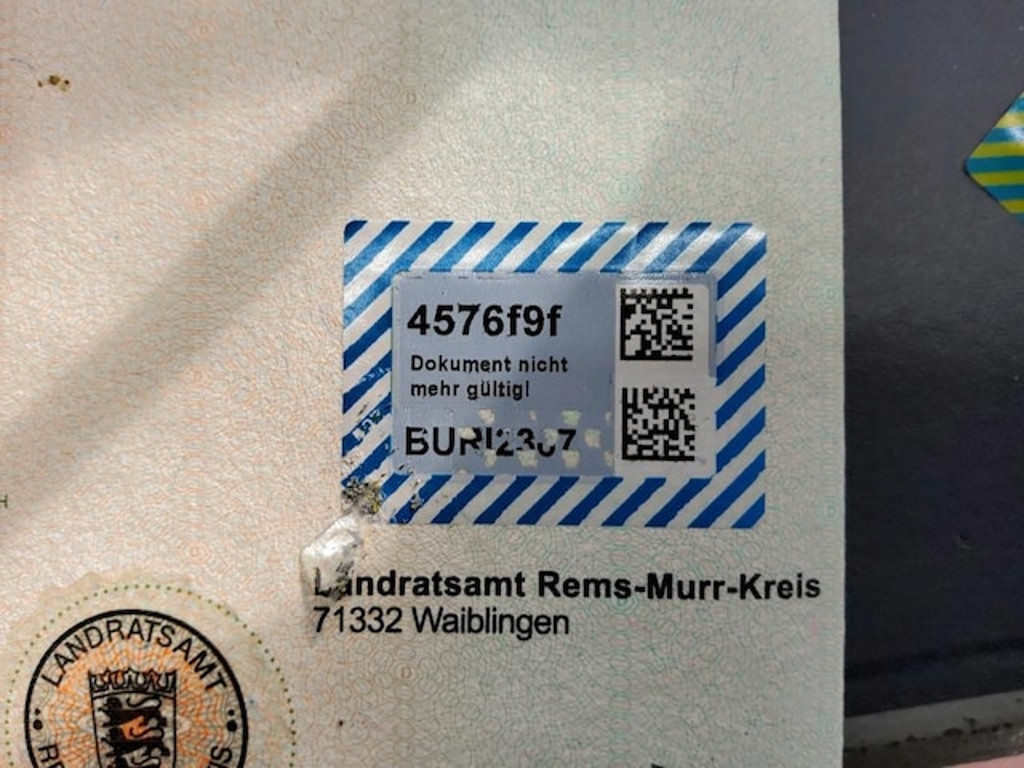 4576f9f
Dokument nicht
mehr gültig!
Landratsamt Rems-Murr-Kreis
71332 Waiblingen
LANDRATSAMT